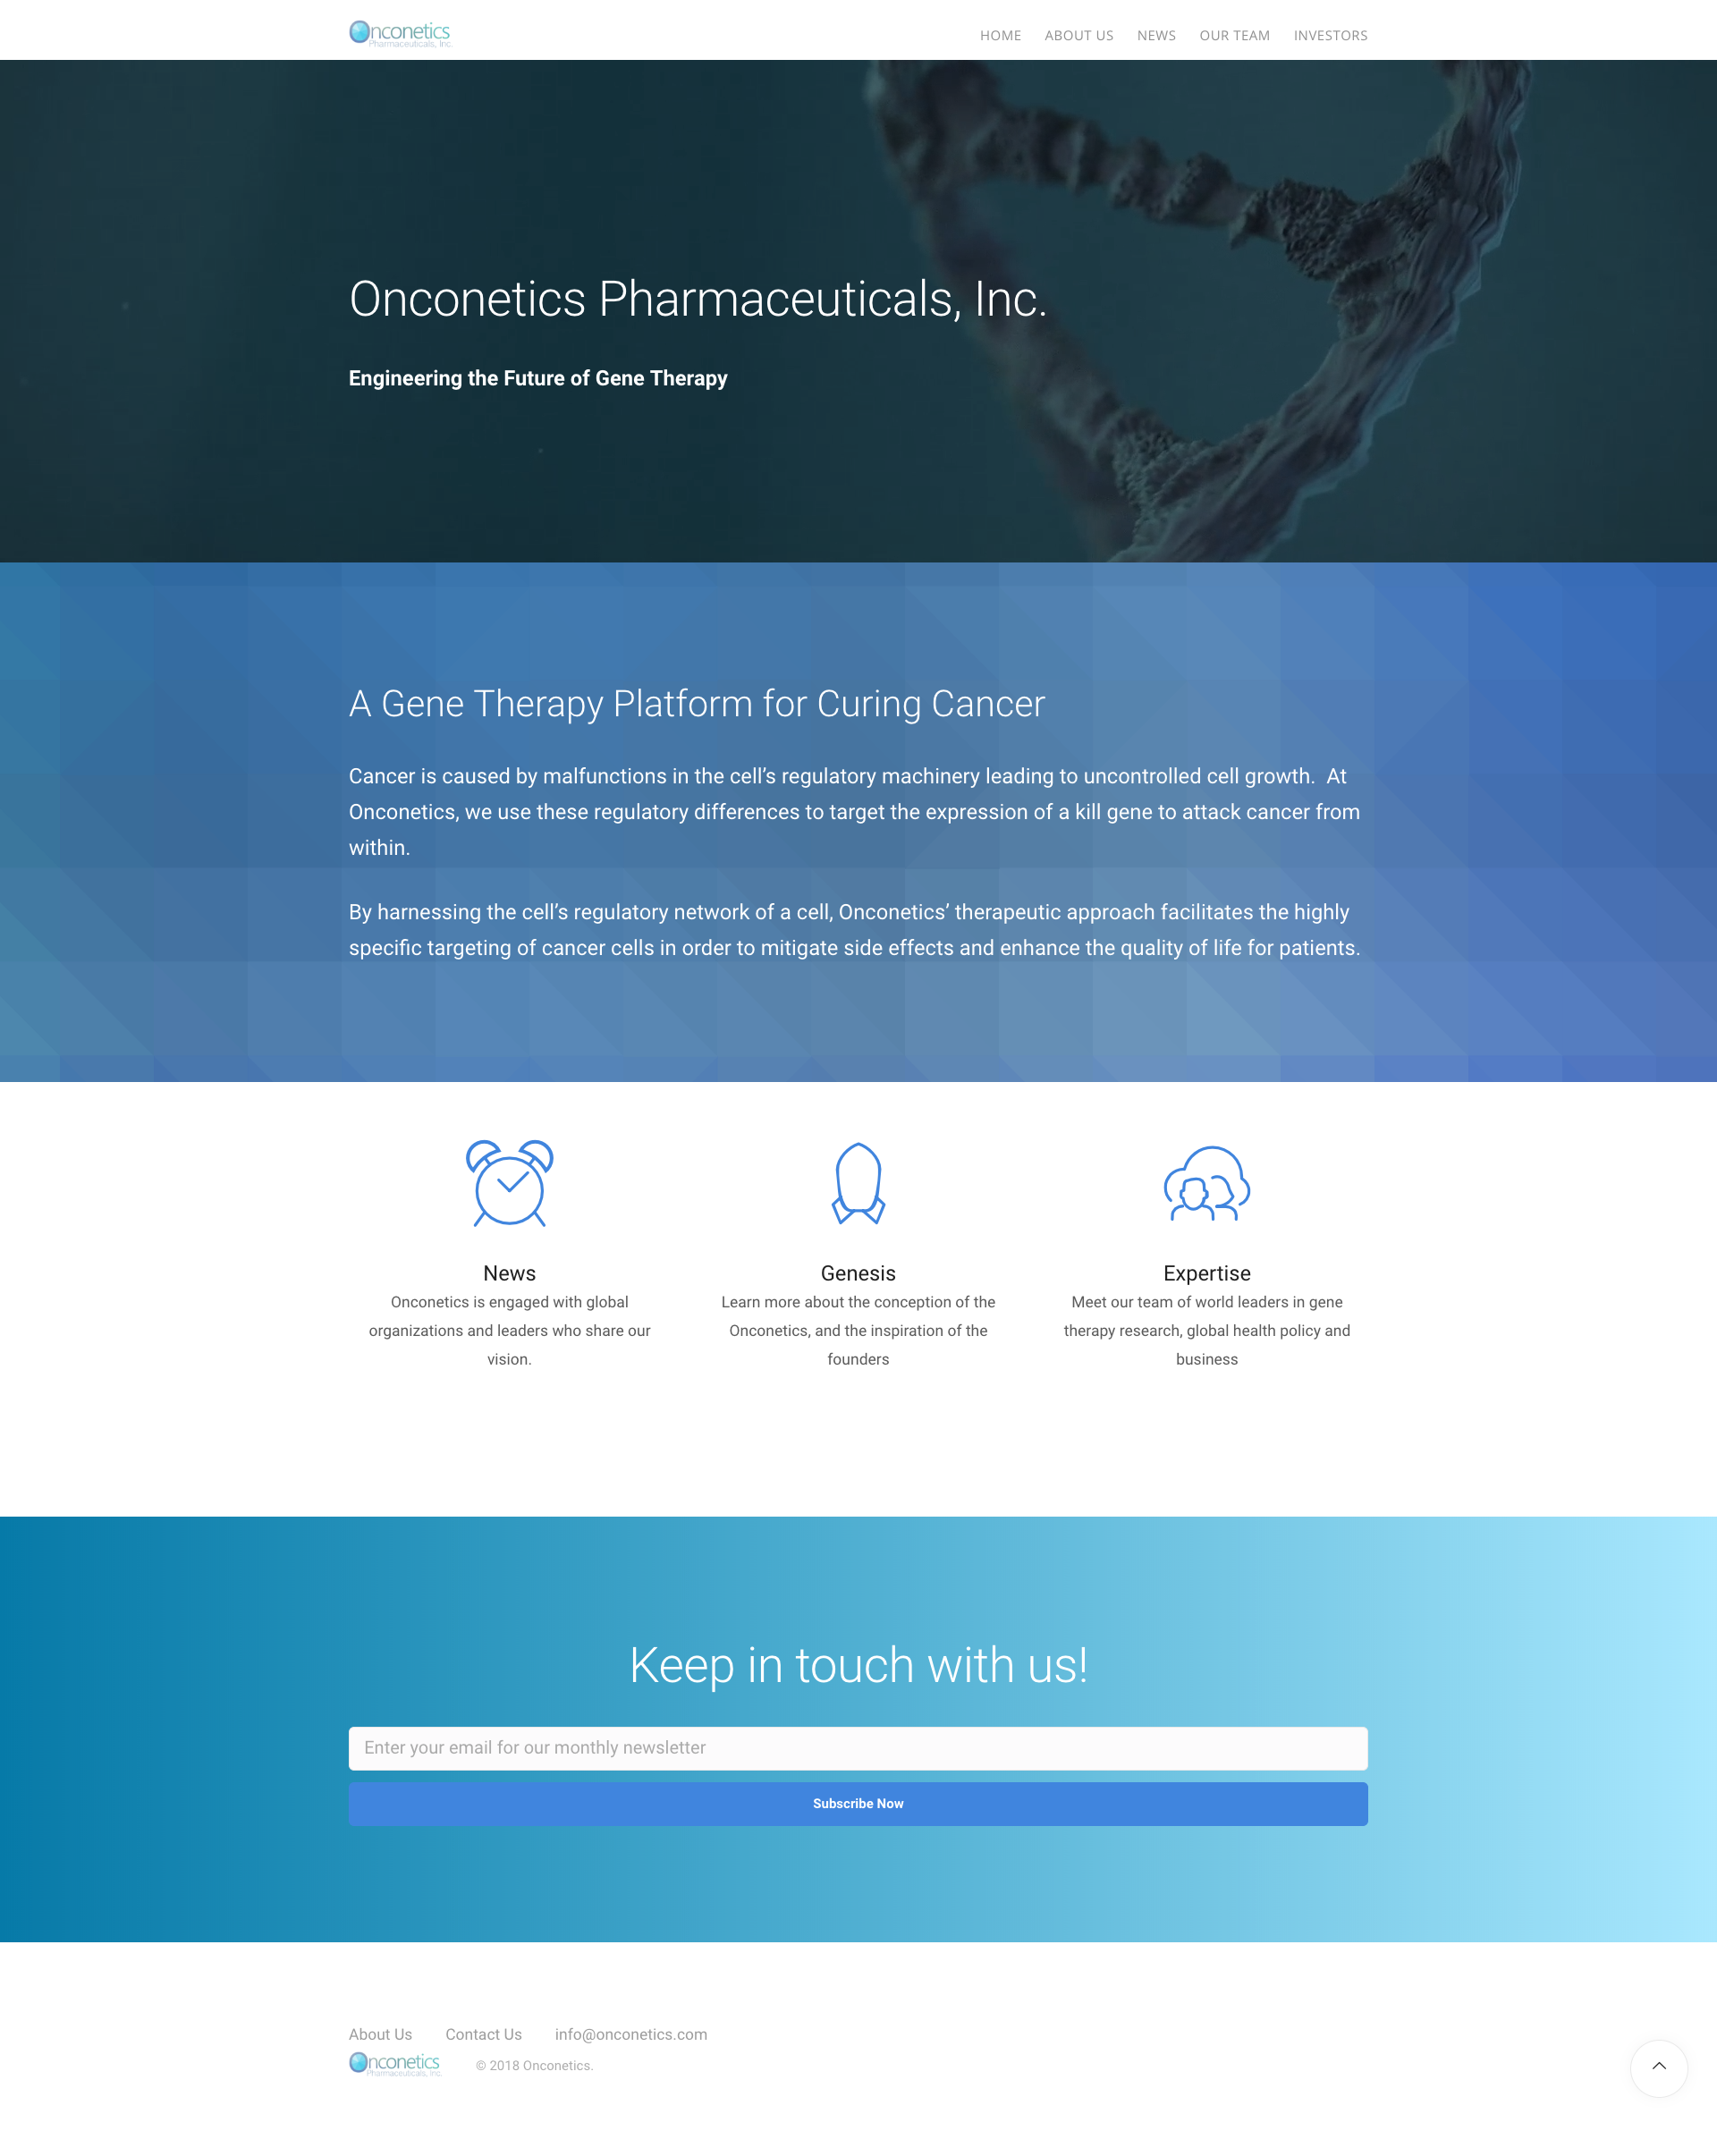 Onconetics
Pharmaceuticals, Inc.
HOME ABOUT US NEWS OUR TEAM INVESTORS
Onconetics Pharmaceuticals, Inc.
Engineering the Future of Gene Therapy
A Gene Therapy Platform for Curing Cancer
Cancer is caused by malfunctions in the cell’s regulatory machinery leading to uncontrolled cell growth.  At
Onconetics, we use these regulatory differences to target the expression of a kill gene to attack cancer from
within.
By harnessing the cell’s regulatory network of a cell, Onconetics’ therapeutic approach facilitates the highly
specific targeting of cancer cells in order to mitigate side effects and enhance the quality of life for patients.
News
Onconetics is engaged with global
organizations and leaders who share our
vision.
Genesis
Learn more about the conception of the
Onconetics, and the inspiration of the
founders
Expertise
Meet our team of world leaders in gene
therapy research, global health policy and
business
Keep in touch with us!
Enter your email for our monthly newsletter
Subscribe Now
About Us Contact Us info@onconetics.com
Onconetics
Pharmaceuticals, Inc.
© 2018 Onconetics.